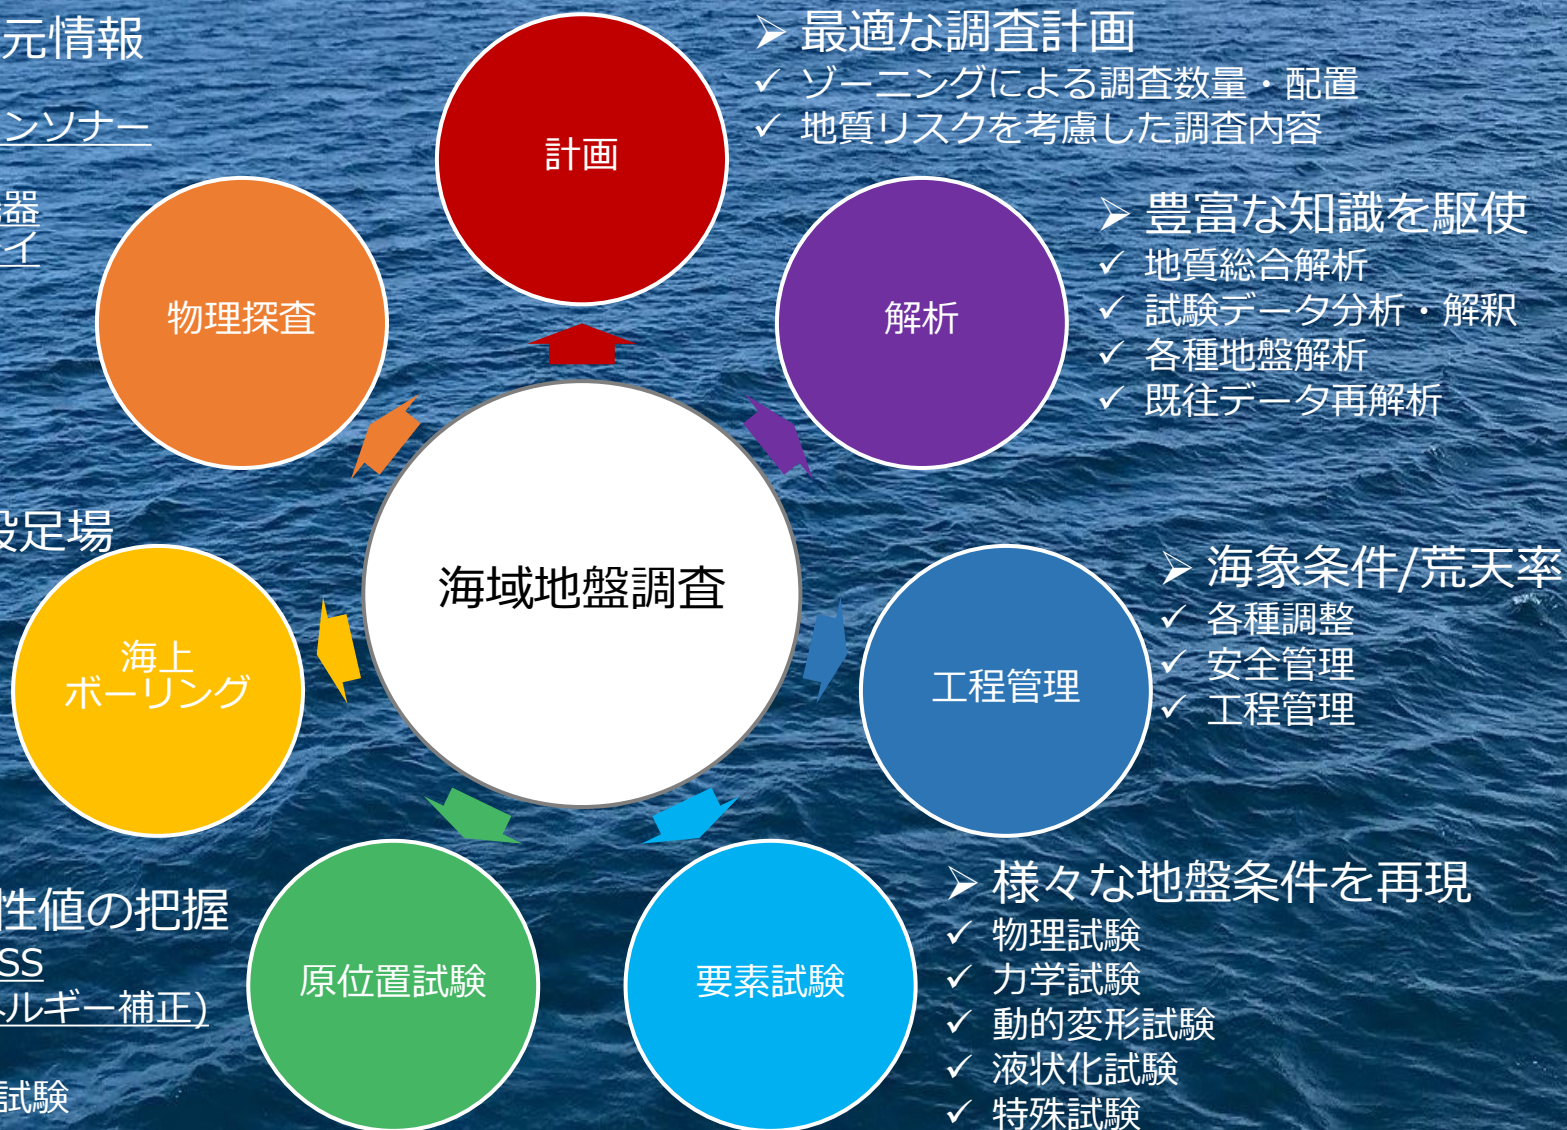 元情報
ンソナー
器
イ
計画
➢ 最適な調査計画
✓ ゾーニングによる調査数量・配置
✓ 地質リスクを考慮した調査内容
物理探査
解析
➢ 豊富な知識を駆使
✓ 地質総合解析
✓ 試験データ分析・解釈
✓ 各種地盤解析
✓ 既往データ再解析
足場
海上
ボーリング
海域地盤調査
工程管理
➢ 海象条件/荒天率
✓ 各種調整
✓ 安全管理
✓ 工程管理
性値の把握
SS
ネルギー補正)
試験
原位置試験
要素試験
➢ 様々な地盤条件を再現
✓ 物理試験
✓ 力学試験
✓ 動的変形試験
✓ 液状化試験
✓ 特殊試験